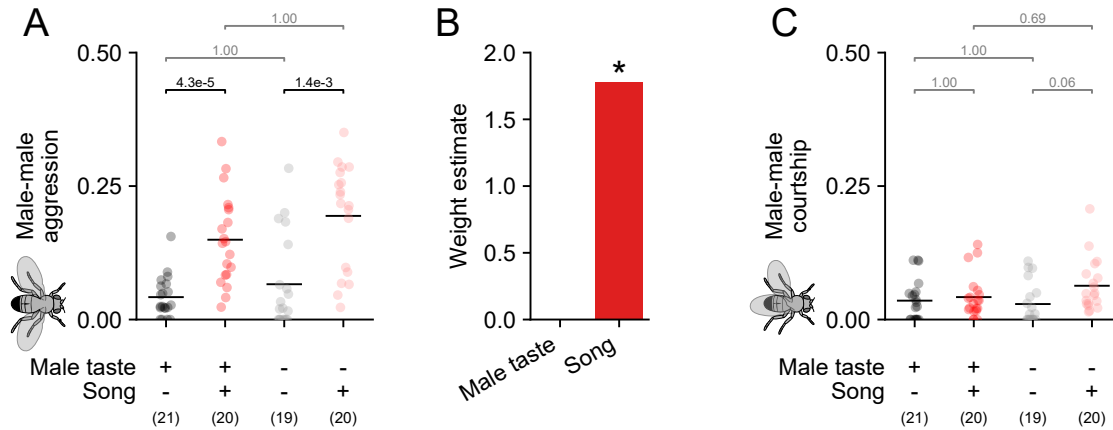 A
Male-male
aggression
0.50
0.25
0.00
1.00
1.00
4.3e-5
1.4e-3
Male taste + + - -
Song - + - +
(21) (20) (19) (20)
B
Weight estimate
2.0
1.5
1.0
0.5
0.0
*
Male taste
Song
C
Male-male
courtship
0.50
0.25
0.00
0.69
1.00
1.00
0.06
+ + - -
- + - +
(21) (20) (19) (20)